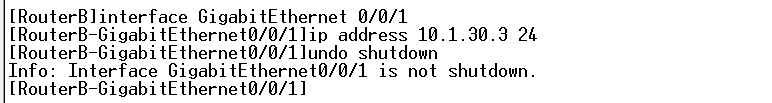 [RouterB]interface GigabitEthernet 0/0/1
[RouterB-GigabitEthernet0/0/1]ip address 10.1.30.3 24
[RouterB-GigabitEthernet0/0/1]undo shutdown
Info: Interface GigabitEthernet0/0/1 is not shutdown.
[RouterB-GigabitEthernet0/0/1]